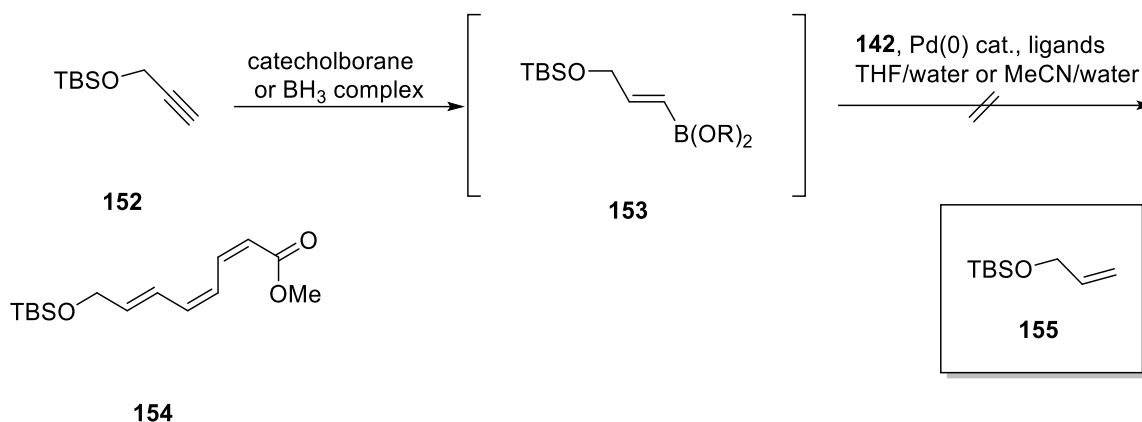 TBSO
152
catecholborane
or BH3 complex
TBSO
B(OR)2
153
142, Pd(0) cat., ligands
THF/water or MeCN/water
TBSO
O
OMe
154
TBSO
155